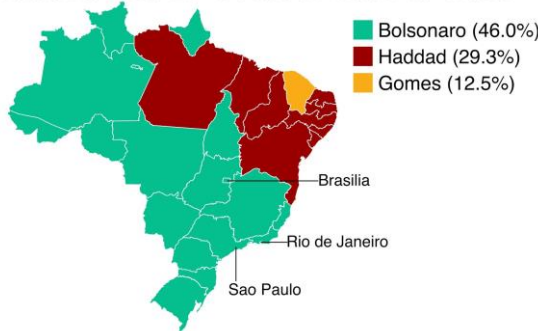 Bolsonaro (46.0%)
Haddad (29.3%)
Gomes (12.5%)
Brasilia
Rio de Janeiro
Sao Paulo